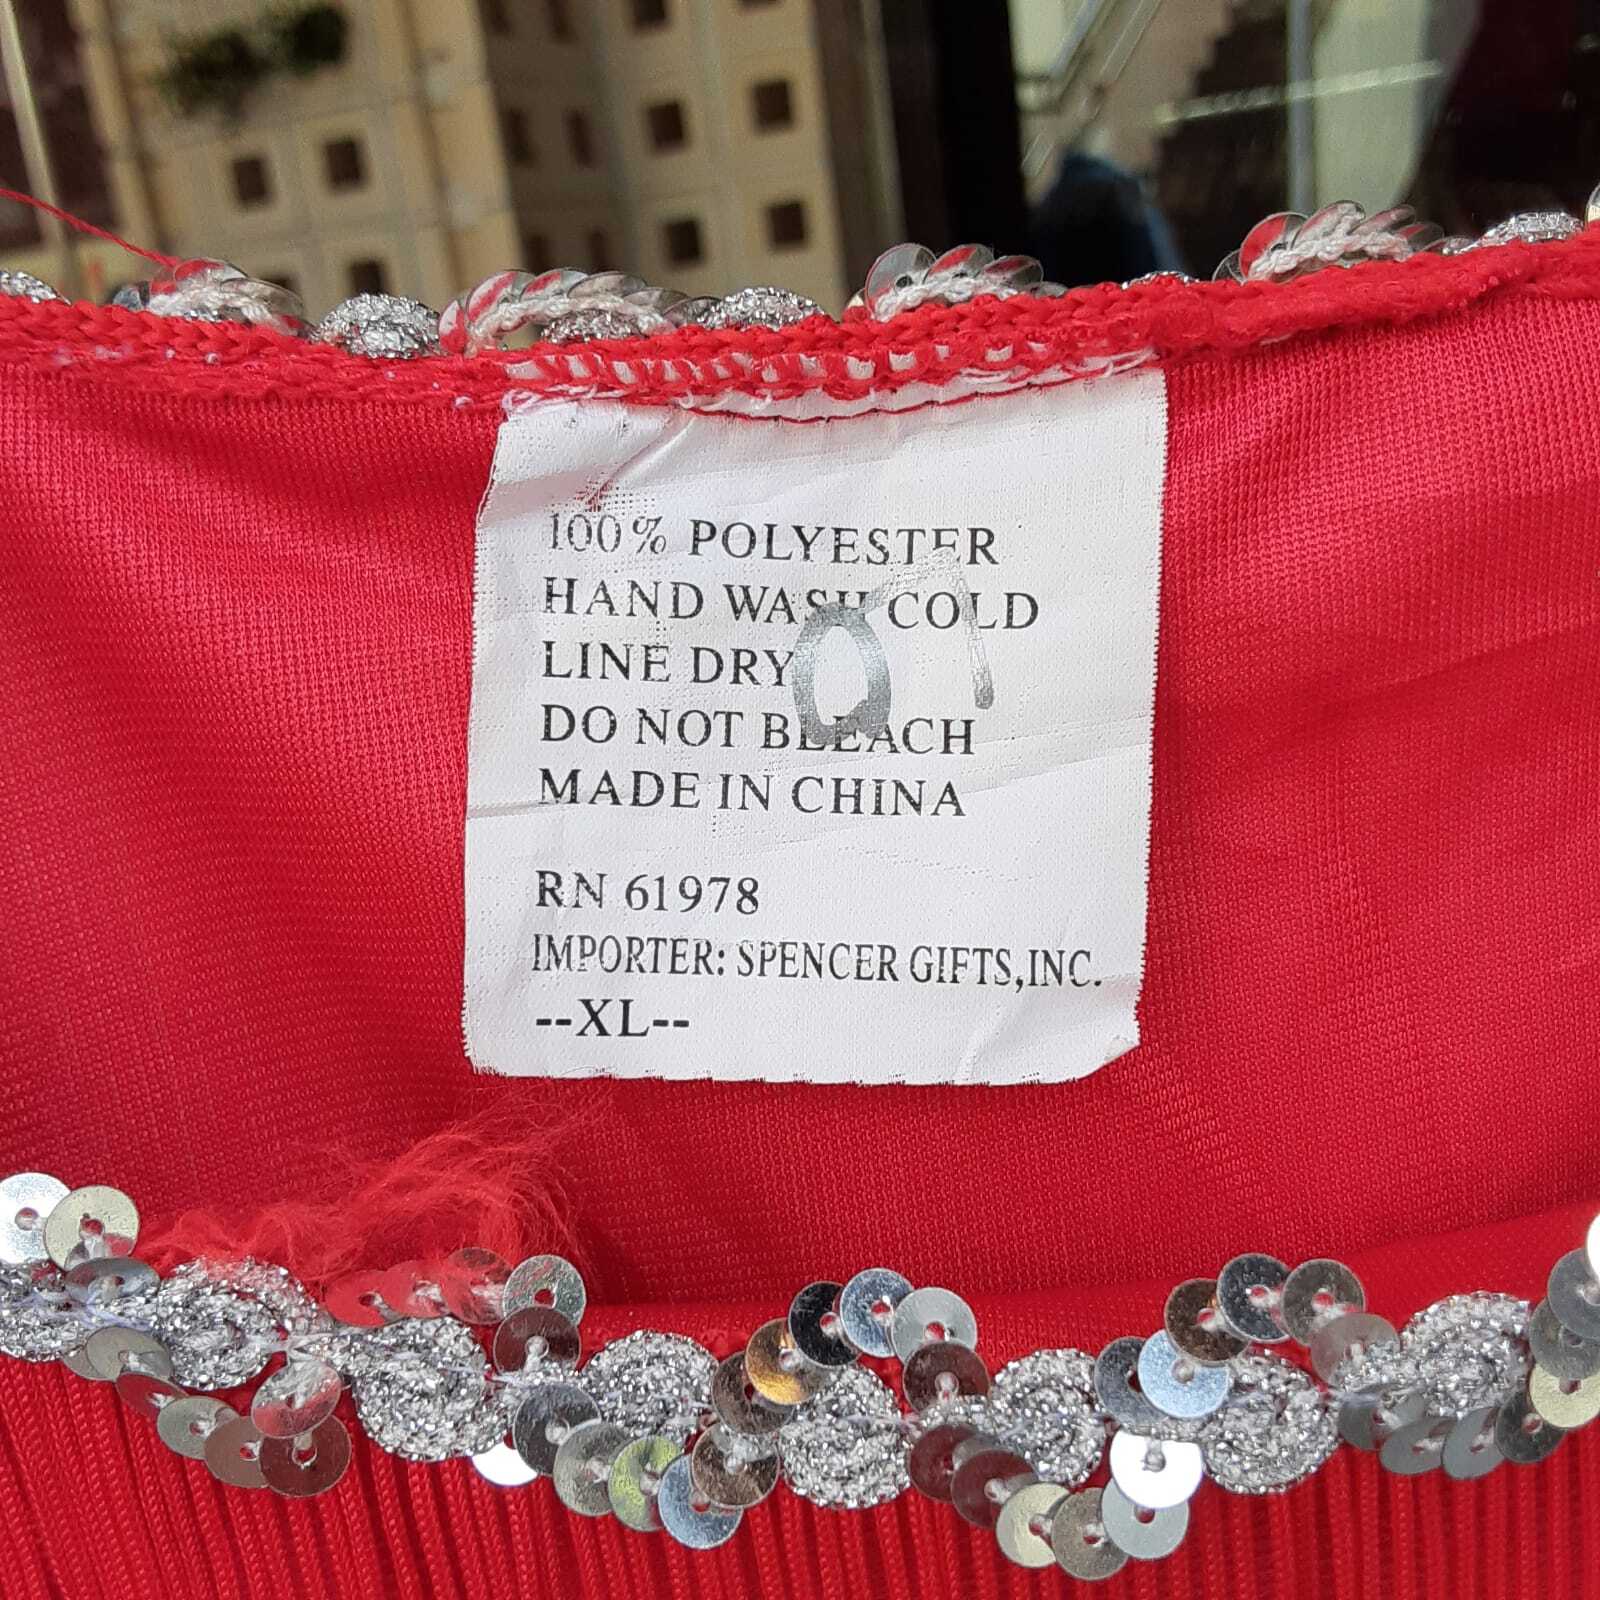 100% POLYESTER
HAND WASH COLD
LINE DRY
DO NOT BLEACH
MADE IN CHINA
RN 61978
IMPORTER: SPENCER GIFTS,INC.
--XL--